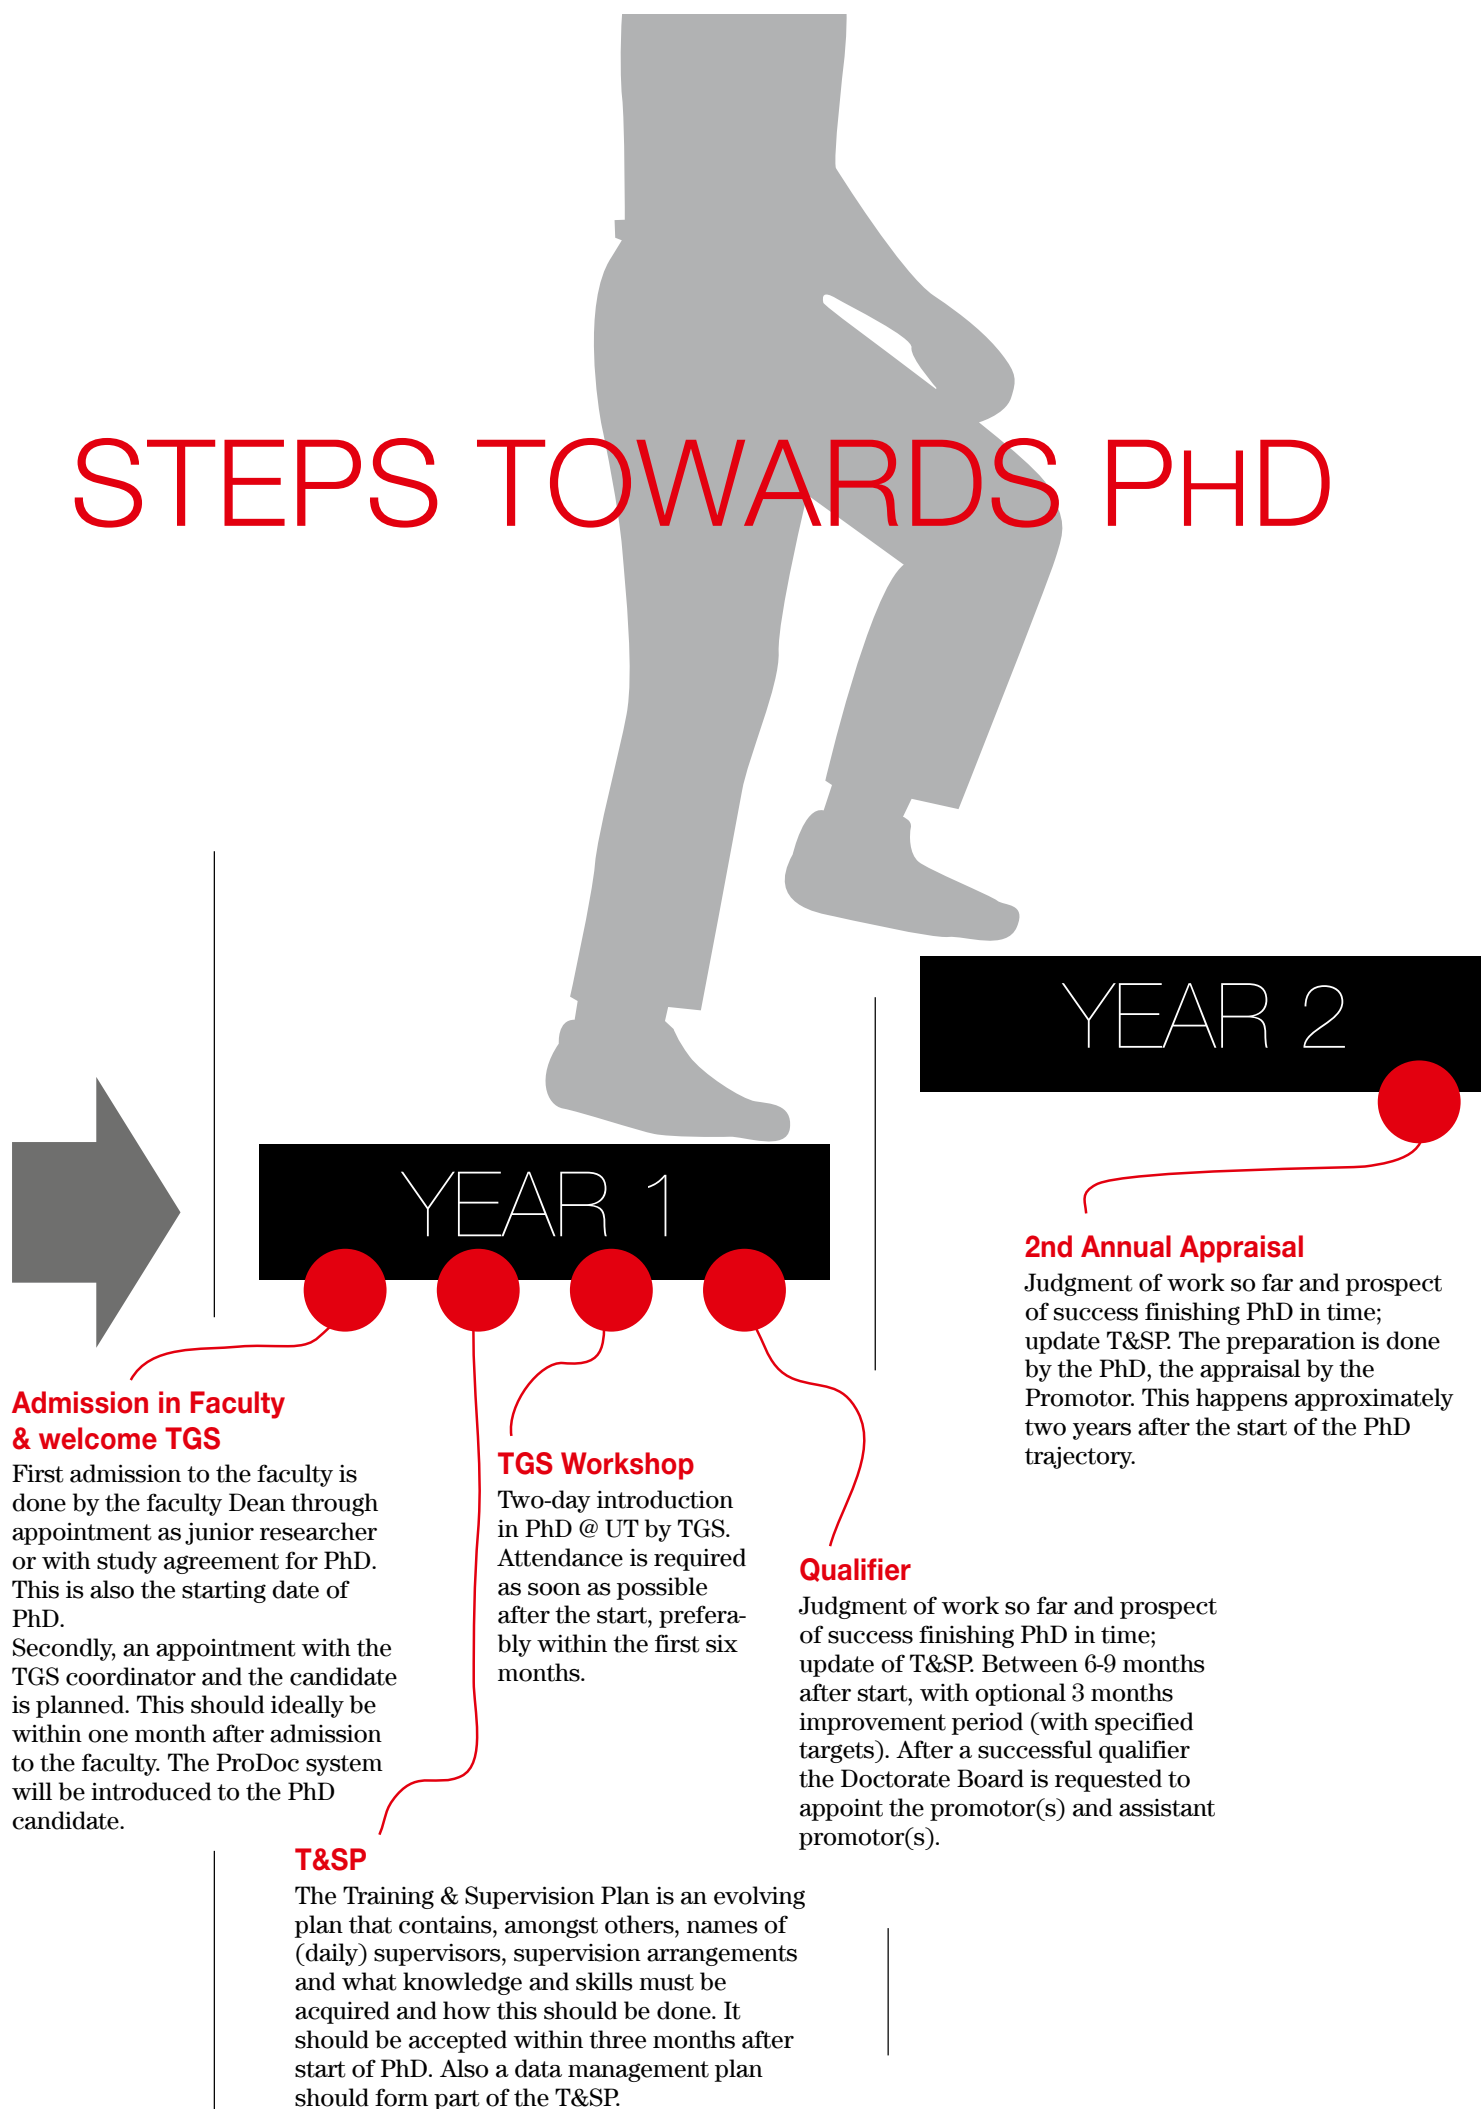 STEPS TOWARDS PHD
YEAR 1
YEAR 2
Admission in Faculty
& welcome TGS
First admission to the faculty is
done by the faculty Dean through
appointment as junior researcher
or with study agreement for PhD.
This is also the starting date of
PhD.
Secondly, an appointment with the
TGS coordinator and the candidate
is planned. This should ideally be
within one month after admission
to the faculty. The ProDoc system
will be introduced to the PhD
candidate.
T&SP
The Training & Supervision Plan is an evolving
plan that contains, amongst others, names of
(daily) supervisors, supervision arrangements
and what knowledge and skills must be
acquired and how this should be done. It
should be accepted within three months after
start of PhD. Also a data management plan
should form part of the T&SP.
TGS Workshop
Two-day introduction
in PhD @ UT by TGS.
Attendance is required
as soon as possible
after the start, prefera-
bly within the first six
months.
Qualifier
Judgment of work so far and prospect
of success finishing PhD in time;
update of T&SP. Between 6-9 months
after start, with optional 3 months
improvement period (with specified
targets). After a successful qualifier
the Doctorate Board is requested to
appoint the promotor(s) and assistant
promotor(s).
2nd Annual Appraisal
Judgment of work so far and prospect
of success finishing PhD in time;
update T&SP. The preparation is done
by the PhD, the appraisal by the
Promotor. This happens approximately
two years after the start of the PhD
trajectory.